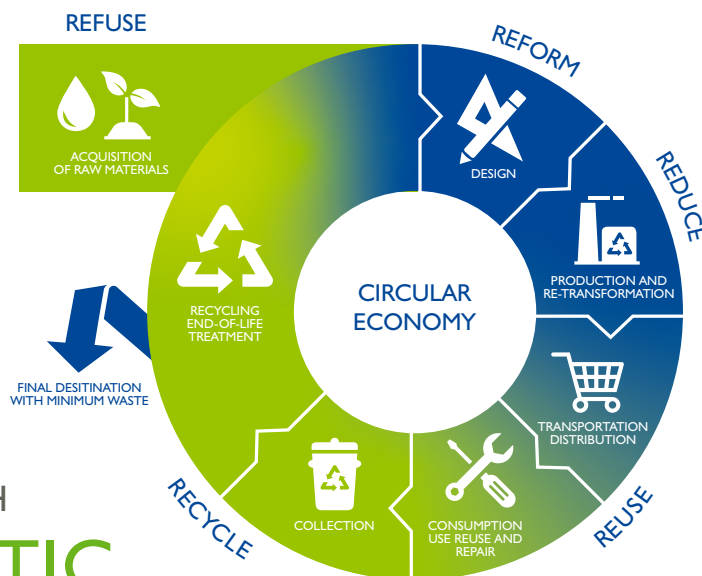 REFUSE
REFORM
REDUCE
REUSE
RECYCLE
ACQUISITION
OF RAW MATERIALS
DESIGN
PRODUCTION AND
RE-TRANSFORMATION
TRANSPORTATION
DISTRIBUTION
CONSUMPTION
USE REUSE AND
REPAIR
COLLECTION
RECYCLING
END-OF-LIFE
TREATMENT
CIRCULAR
ECONOMY
FINAL DESITINATION
WITH MINIMUM WASTE
H
TIC